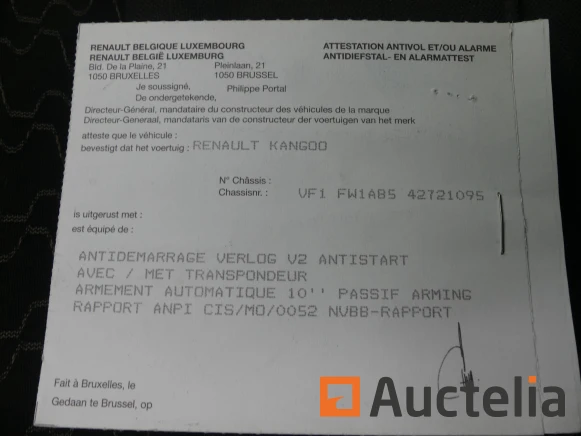 RENAULT BELGIQUE LUXEMBOURG
RENAULT BELGIË LUXEMBURG
Bld. De la Plaine, 21 Pleinlaan, 21
1050 BRUXELLES 1050 BRUSSEL
ATTESTATION ANTIVOL ET/OU ALARME
ANTIDIEFSTAL- EN ALARMATTEST
Je soussigné, Philippe Portal
De ondergetekende,
Directeur-Général, mandataire du constructeur des véhicules de la marque
Directeur-Generaal, mandataris van de constructeur der voertuigen van het merk
atteste que le véhicule :
bevestigt dat het voertuig : RENAULT KANGOO
N° Châssis :
Chassisnr. : VF1 FW1AB5 42721095
is uitgerust met :
est équipé de :
ANTIDEMARRAGE VERLOG V2 ANTISTART
AVEC / MET TRANSPONDEUR
ARMEMENT AUTOMATIQUE 10'' PASSIF ARMING
RAPPORT ANPI CIS/MO/0052 NVBB-RAPPORT
Fait à Bruxelles, le
Gedaan te Brussel, op
Auctelia